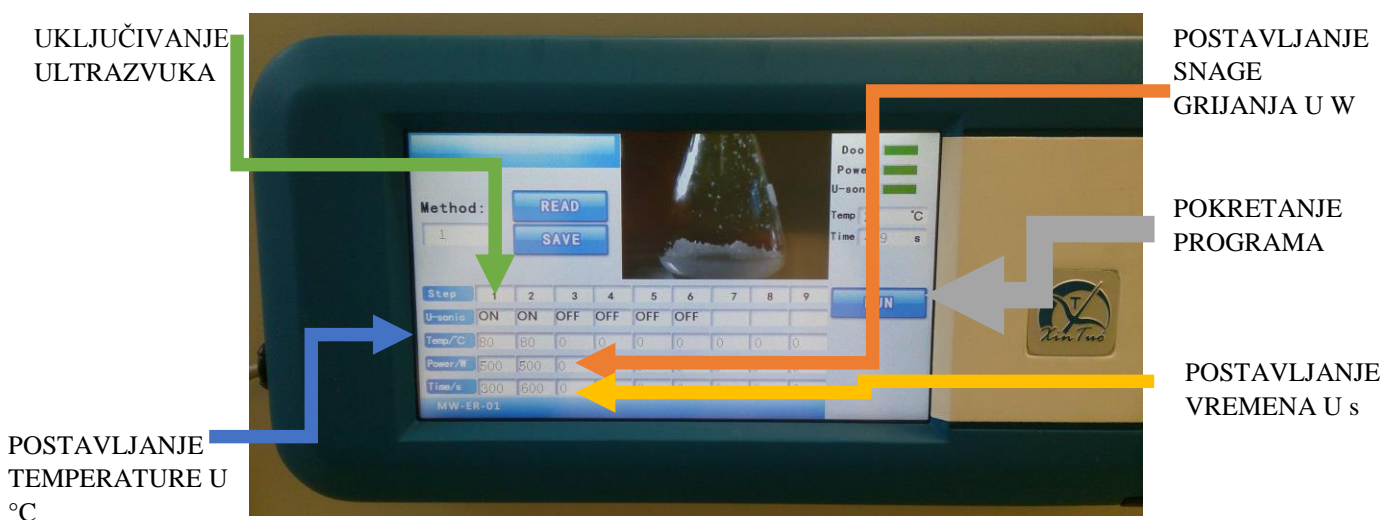 UKLJUČIVANJE
ULTRAZVUKA
POSTAVLJANJE
SNAGE
GRIJANJA U W
POKRETANJE
PROGRAMA
POSTAVLJANJE
VREMENA U s
POSTAVLJANJE
TEMPERATURE U
°C
Method:
1
READ
SAVE
Temp °C
Time s
Step 1 2 3 4 5 6 7 8 9
U-sonic ON ON OFF OFF OFF OFF
Temp/°C 80 80 0 0 0 0 0 0 0
Power/W 500 500 0
Time/s 300 600 0
MW-ER-01
Xin Tuo